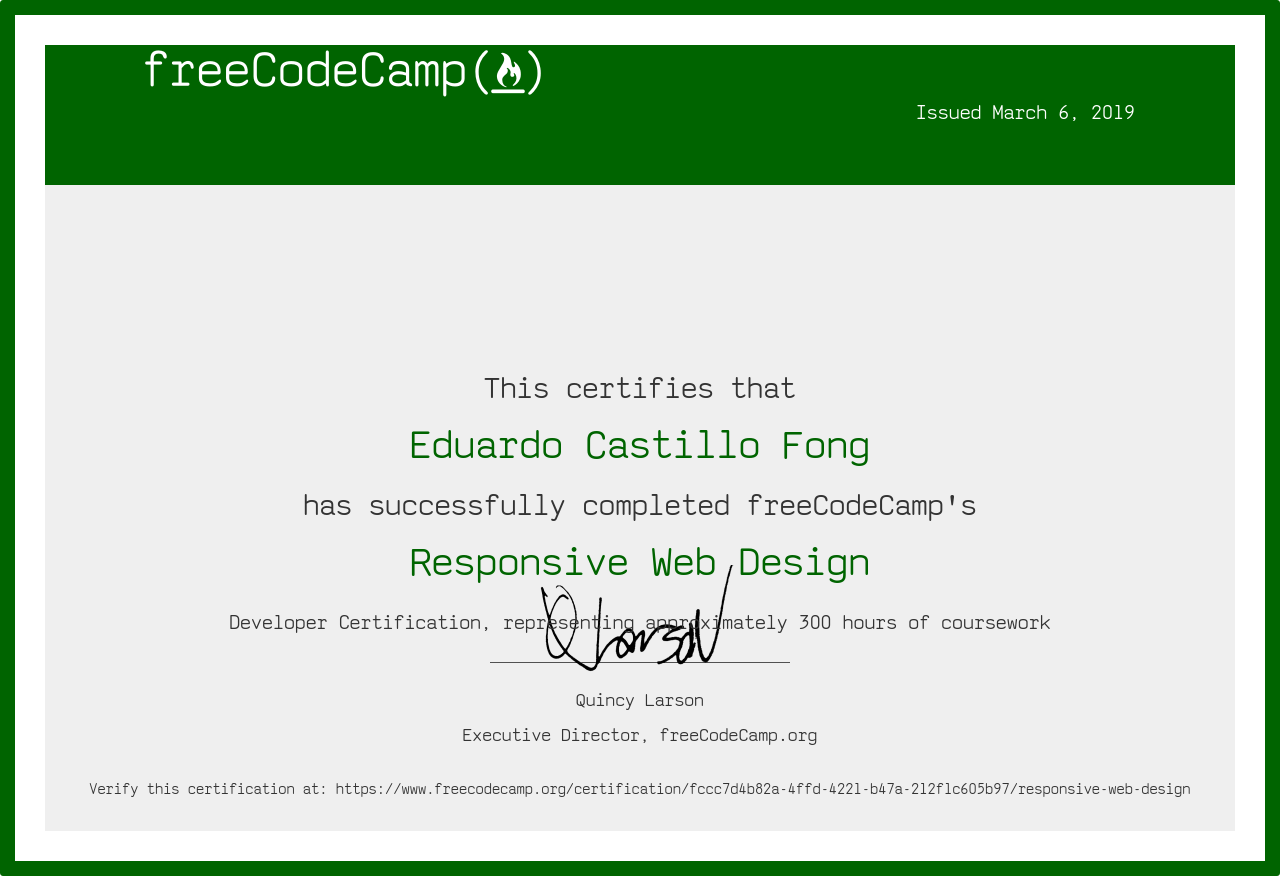 freeCodeCamp(🔥)
Issued March 6, 2019
This certifies that
Eduardo Castillo Fong
has successfully completed freeCodeCamp's
Responsive Web Design
Developer Certification, representing approximately 300 hours of coursework
Q Larson
Quincy Larson
Executive Director, freeCodeCamp.org
Verify this certification at: https://www.freecodecamp.org/certification/fccc7d4b82a-4ffd-4221-b47a-212f1c605b97/responsive-web-design